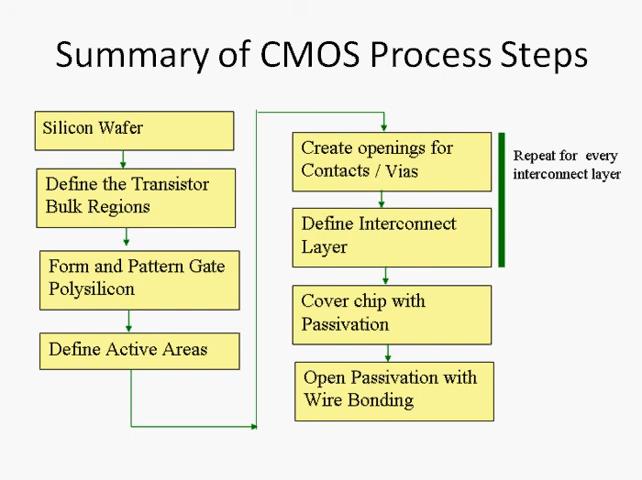 Summary of CMOS Process Steps
Silicon Wafer
Define the Transistor
Bulk Regions
Form and Pattern Gate
Polysilicon
Define Active Areas
Create openings for
Contacts / Vias
Define Interconnect
Layer
Repeat for every
interconnect layer
Cover chip with
Passivation
Open Passivation with
Wire Bonding